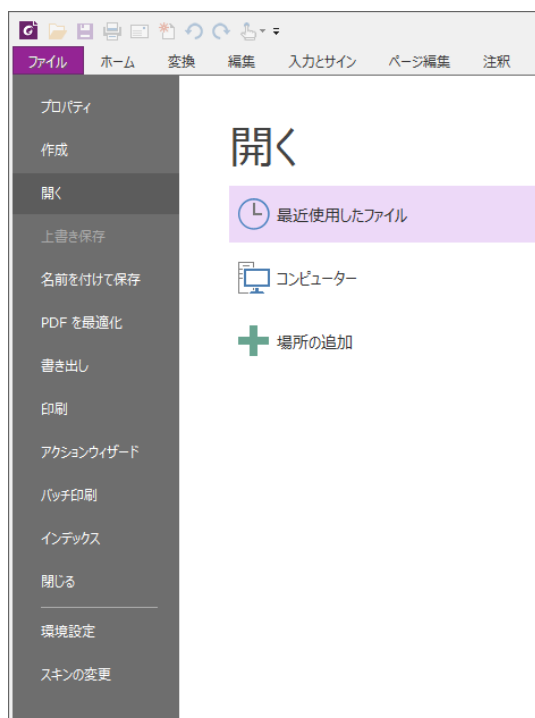 ファイル ホーム 変換 編集 入力とサイン ページ編集 注釈
プロパティ
作成
開く
上書き保存
名前を付けて保存
PDF を最適化
書き出し
印刷
アクションウィザード
バッチ印刷
インデックス
閉じる
環境設定
スキンの変更
開く
最近使用したファイル
コンピューター
場所の追加